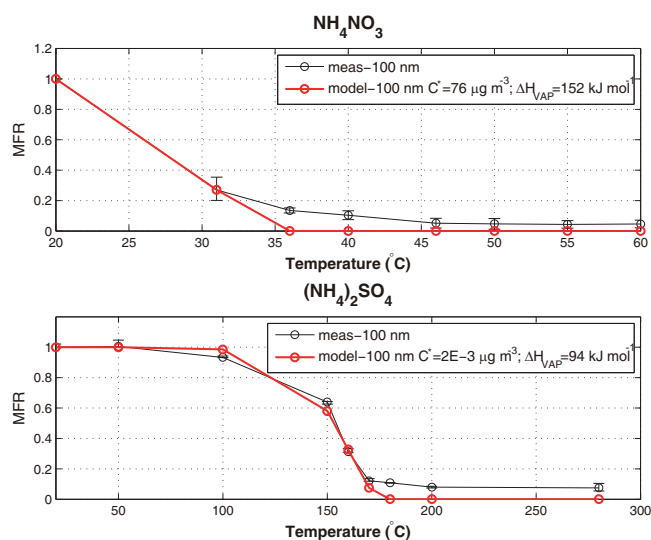 NH₄NO₃
1.2
1
0.8
0.6
0.4
0.2
0
MFR
meas−100 nm
model−100 nm C*=76 μg m⁻³; ΔH_VAP=152 kJ mol⁻¹
20 25 30 35 40 45 50 55 60
Temperature (°C)
(NH₄)₂SO₄
1
0.8
0.6
0.4
0.2
0
MFR
meas−100 nm
model−100 nm C*=2E−3 μg m³; ΔH_VAP=94 kJ mol⁻¹
50 100 150 200 250 300
Temperature (°C)